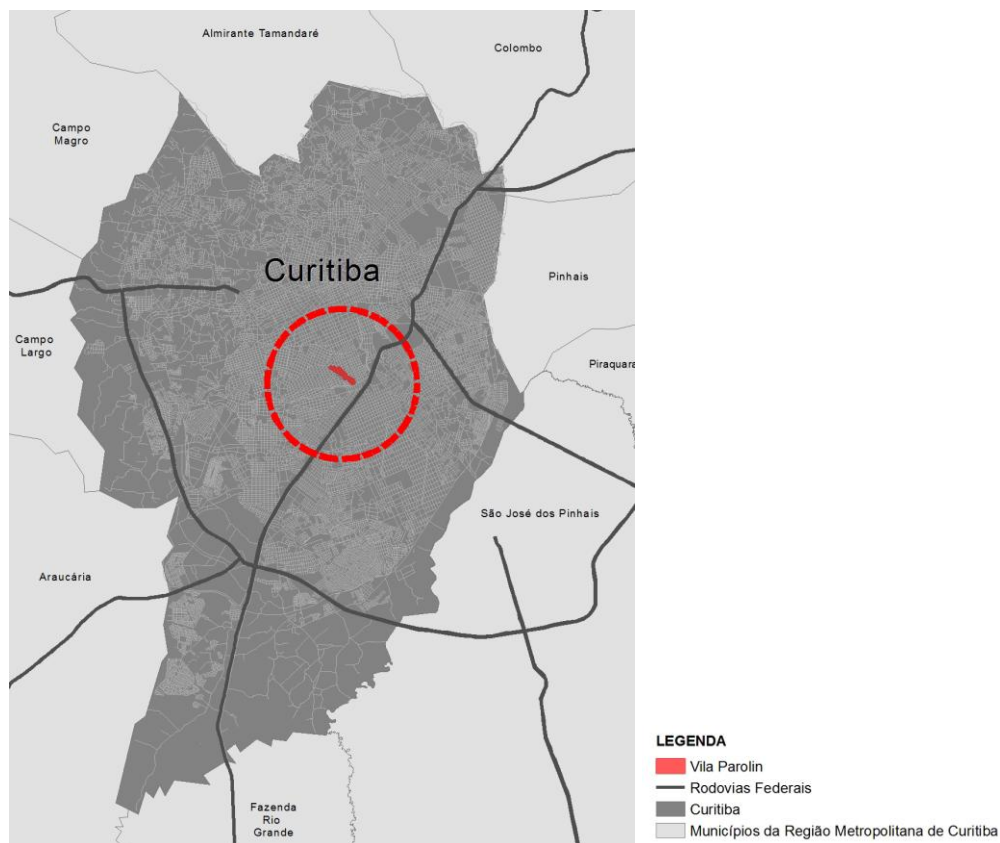 Almirante Tamandaré
Colombo
Campo
Magro
Curitiba
Pinhais
Campo
Largo
Piraquara
São José dos Pinhais
Araucária
Fazenda
Rio
Grande
LEGENDA
Vila Parolin
Rodovias Federais
Curitiba
Municípios da Região Metropolitana de Curitiba